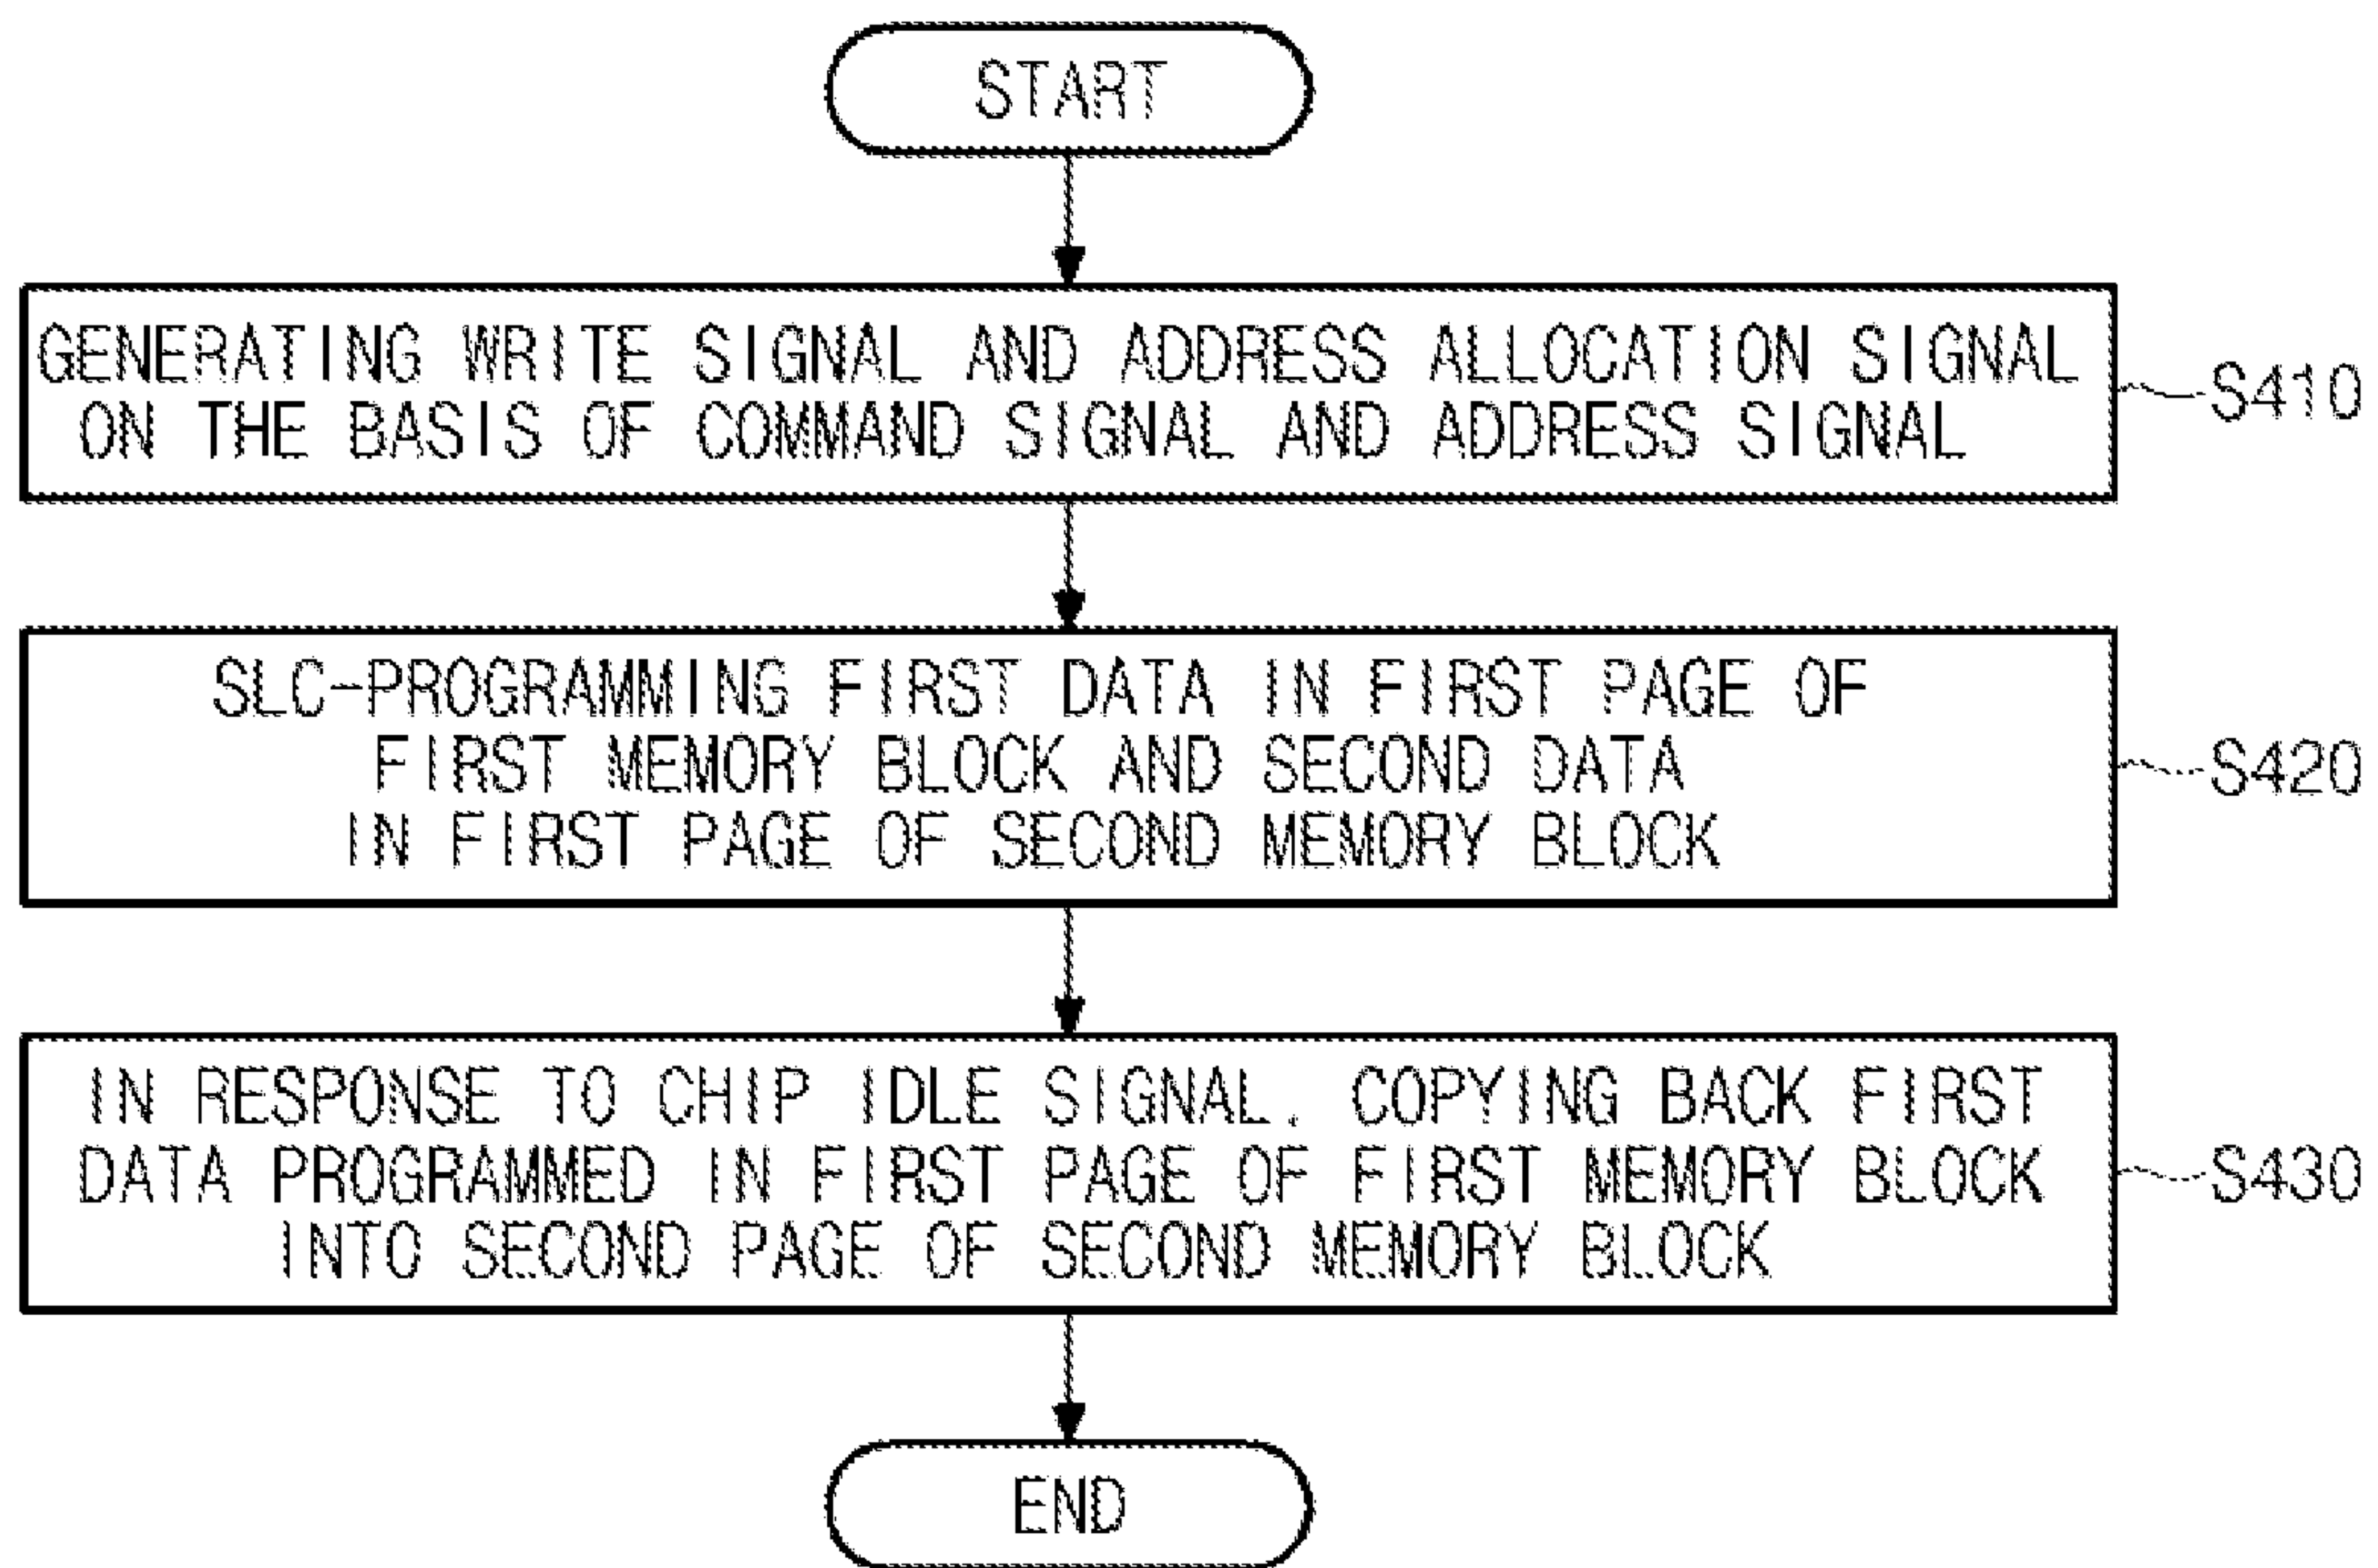 START
GENERATING WRITE SIGNAL AND ADDRESS ALLOCATION SIGNAL
ON THE BASIS OF COMMAND SIGNAL AND ADDRESS SIGNAL
S410
SLC-PROGRAMMING FIRST DATA IN FIRST PAGE OF
FIRST MEMORY BLOCK AND SECOND DATA
IN FIRST PAGE OF SECOND MEMORY BLOCK
S420
IN RESPONSE TO CHIP IDLE SIGNAL, COPYING BACK FIRST
DATA PROGRAMMED IN FIRST PAGE OF FIRST MEMORY BLOCK
INTO SECOND PAGE OF SECOND MEMORY BLOCK
S430
END